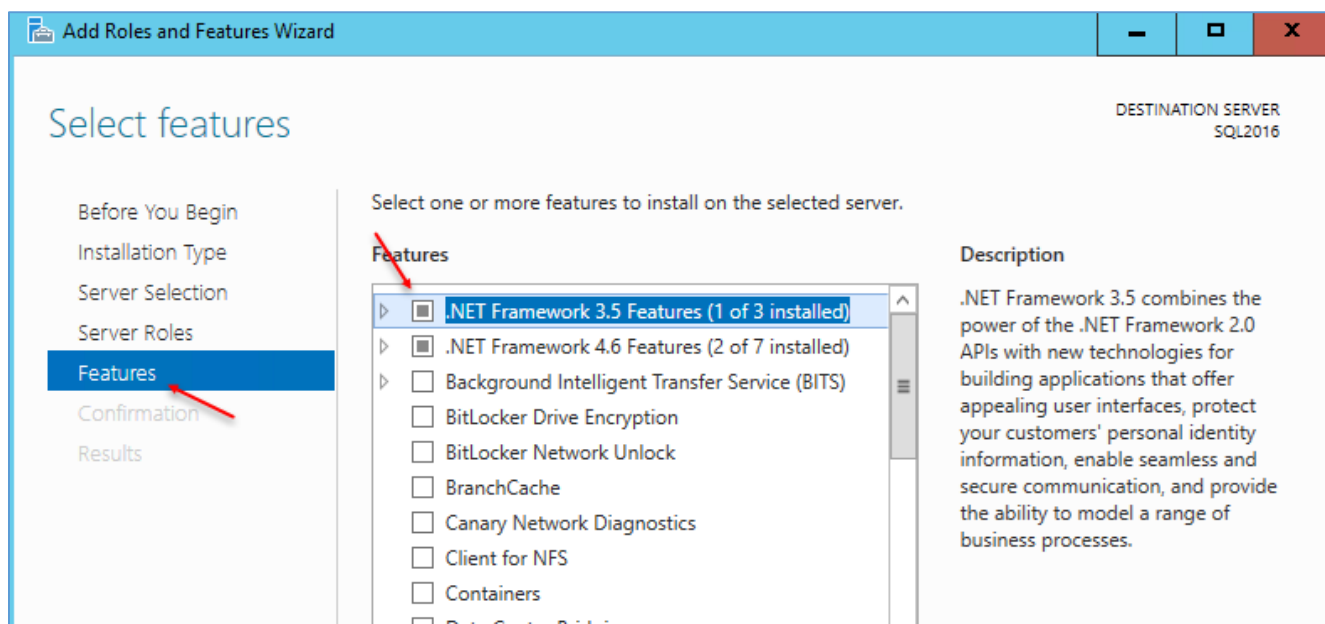 Add Roles and Features Wizard
Select features
DESTINATION SERVER
SQL2016
Before You Begin
Installation Type
Server Selection
Server Roles
Features
Confirmation
Results
Select one or more features to install on the selected server.
Features
.NET Framework 3.5 Features (1 of 3 installed)
.NET Framework 4.6 Features (2 of 7 installed)
Background Intelligent Transfer Service (BITS)
BitLocker Drive Encryption
BitLocker Network Unlock
BranchCache
Canary Network Diagnostics
Client for NFS
Containers
Description
.NET Framework 3.5 combines the
power of the .NET Framework 2.0
APIs with new technologies for
building applications that offer
appealing user interfaces, protect
your customers' personal identity
information, enable seamless and
secure communication, and provide
the ability to model a range of
business processes.